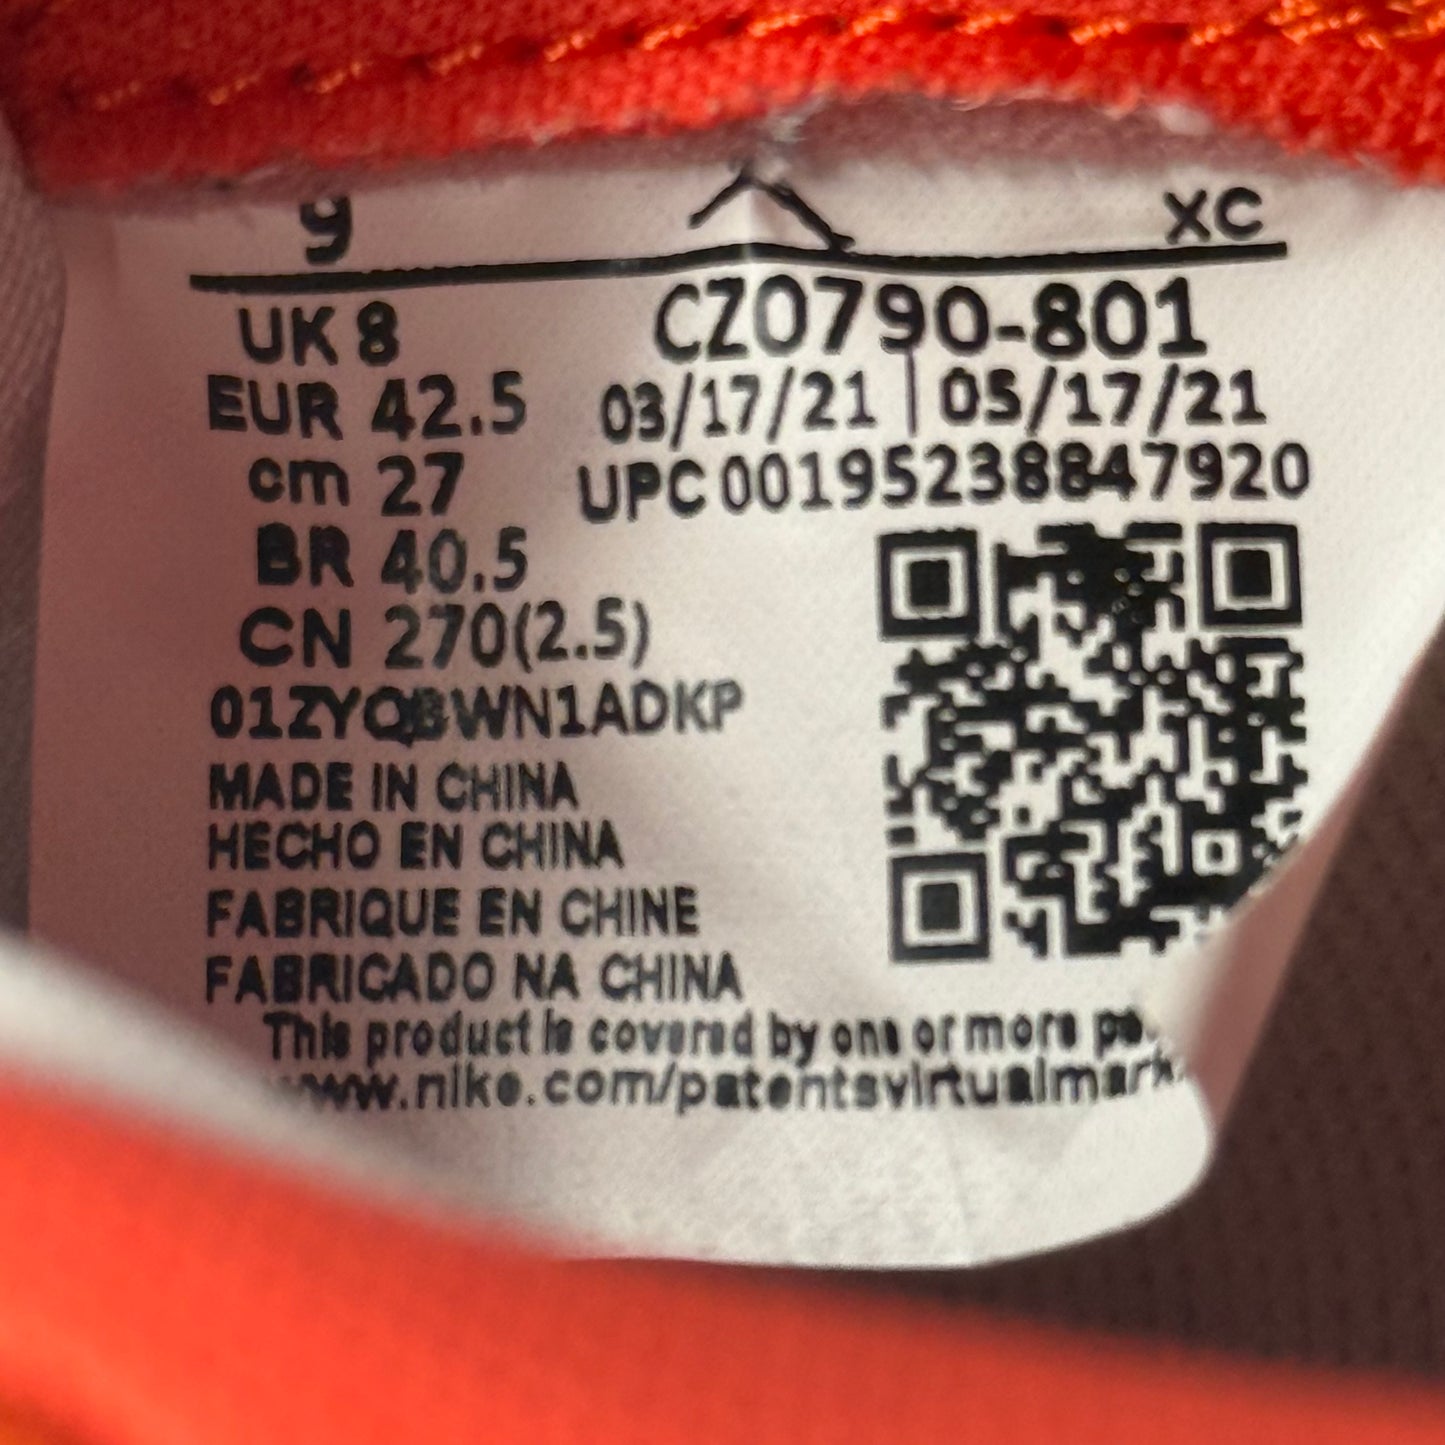 9 XC
UK 8 CZ0790-801
EUR 42.5 03/17/21 | 05/17/21
cm 27 UPC 00195238847920
BR 40.5
CN 270(2.5)
01ZYQBWN1ADKP
MADE IN CHINA
HECHO EN CHINA
FABRIQUE EN CHINE
FABRICADO NA CHINA
This product is covered by one or more
www.nike.com/patentsvirtualmark